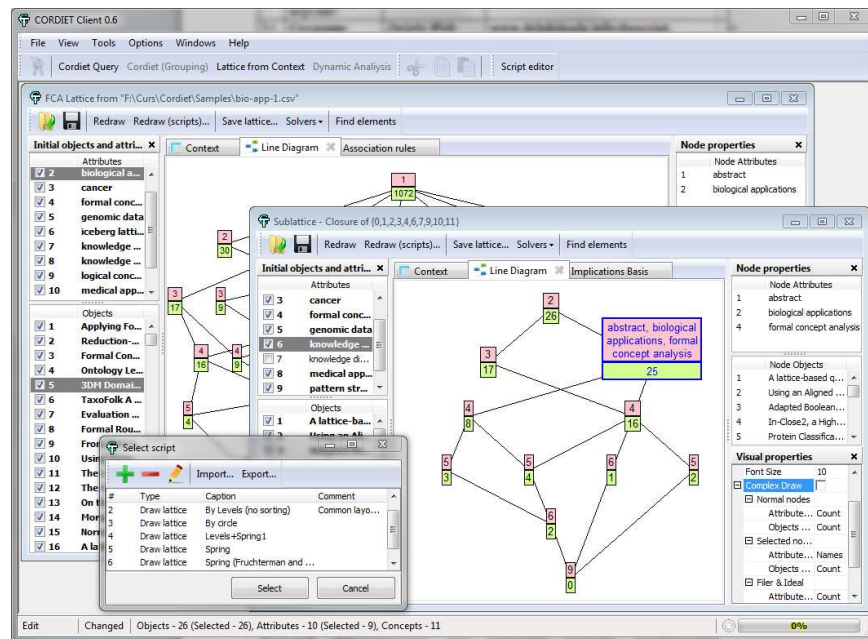 CORDIET Client 0.6
File View Tools Options Windows Help
Cordiet Query Cordiet (Grouping) Lattice from Context Dynamic Analysis Script editor
FCA Lattice from "F:\Curs\Cordiet\Samples\bio-app-1.csv"
Redraw Redraw (scripts)... Save lattice... Solvers Find elements
Initial objects and attri...
Attributes
2 biological a...
3 cancer
4 formal conc...
5 genomic data
6 iceberg latti...
7 knowledge ...
8 knowledge ...
9 logical conc...
10 medical app...
Objects
1 Applying Fo...
2 Reduction-...
3 Formal Con...
4 Ontology Le...
5 3DM Domai...
6 TaxoFolk A ...
7 Evaluation ...
8 Formal Rou...
9 Fro
10 Usin
11 The
12 The
13 On t
14 Mor
15 Nor
16 A la
Context Line Diagram Association rules
1
1072
2
30
3
17
3
9
4
16
4
9
5
4
Node properties
Node Attributes
1 abstract
2 biological applications
Sublattice - Closure of {0,1,2,3,4,6,7,9,10,11}
Redraw Redraw (scripts)... Save lattice... Solvers Find elements
Initial objects and attri...
Attributes
3 cancer
4 formal conc...
5 genomic data
6 knowledge ...
7 knowledge di...
8 medical app...
9 pattern str...
Objects
1 A lattice-ba...
Context Line Diagram Implications Basis
2
26
abstract, biological
applications, formal
concept analysis
25
3
17
4
8
4
16
5
3
5
4
6
1
5
2
6
2
9
0
Node properties
Node Attributes
1 abstract
2 biological applications
4 formal concept analysis
Node Objects
1 A lattice-based q...
2 Using an Aligned ...
3 Adapted Boolean...
4 In-Close2, a High...
5 Protein Classifica...
Visual properties
Font Size 10
Complex Draw
Normal nodes
Attribute... Count
Objects ... Count
Selected no...
Attribute... Names
Objects ... Count
Filer & Ideal
Attribute... Count
Select script
Import... Export...
# Type Caption Comment
2 Draw lattice By Levels (no sorting) Common layo...
3 Draw lattice By circle
4 Draw lattice Levels+Spring1
5 Draw lattice Spring
6 Draw lattice Spring (Fruchterman and ...
Select Cancel
Edit Changed Objects - 26 (Selected - 26), Attributes - 10 (Selected - 9), Concepts - 11 0%